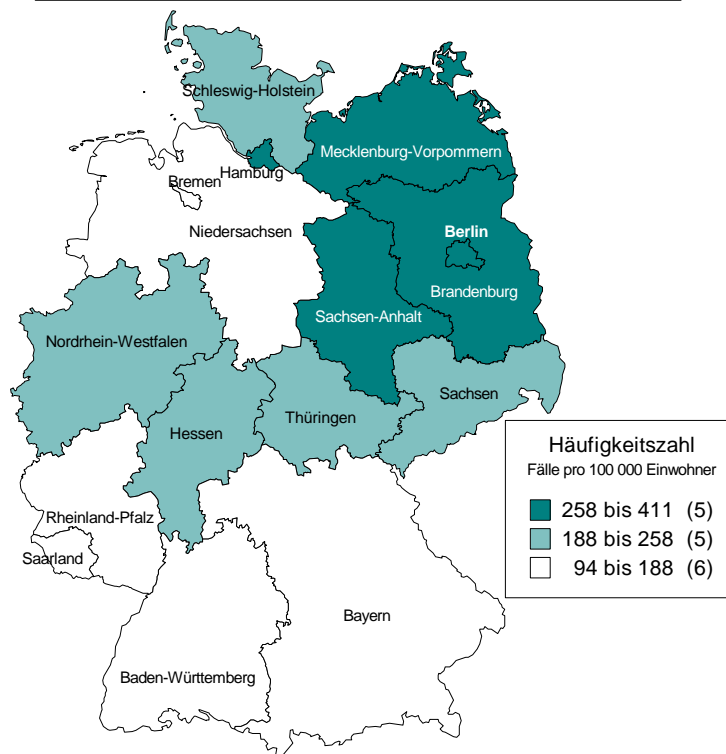 Schleswig-Holstein
Mecklenburg-Vorpommern
Hamburg
Bremen
Niedersachsen
Berlin
Brandenburg
Sachsen-Anhalt
Nordrhein-Westfalen
Sachsen
Thüringen
Hessen
Häufigkeitszahl
Fälle pro 100 000 Einwohner
258 bis 411 (5)
188 bis 258 (5)
94 bis 188 (6)
Rheinland-Pfalz
Saarland
Bayern
Baden-Württemberg